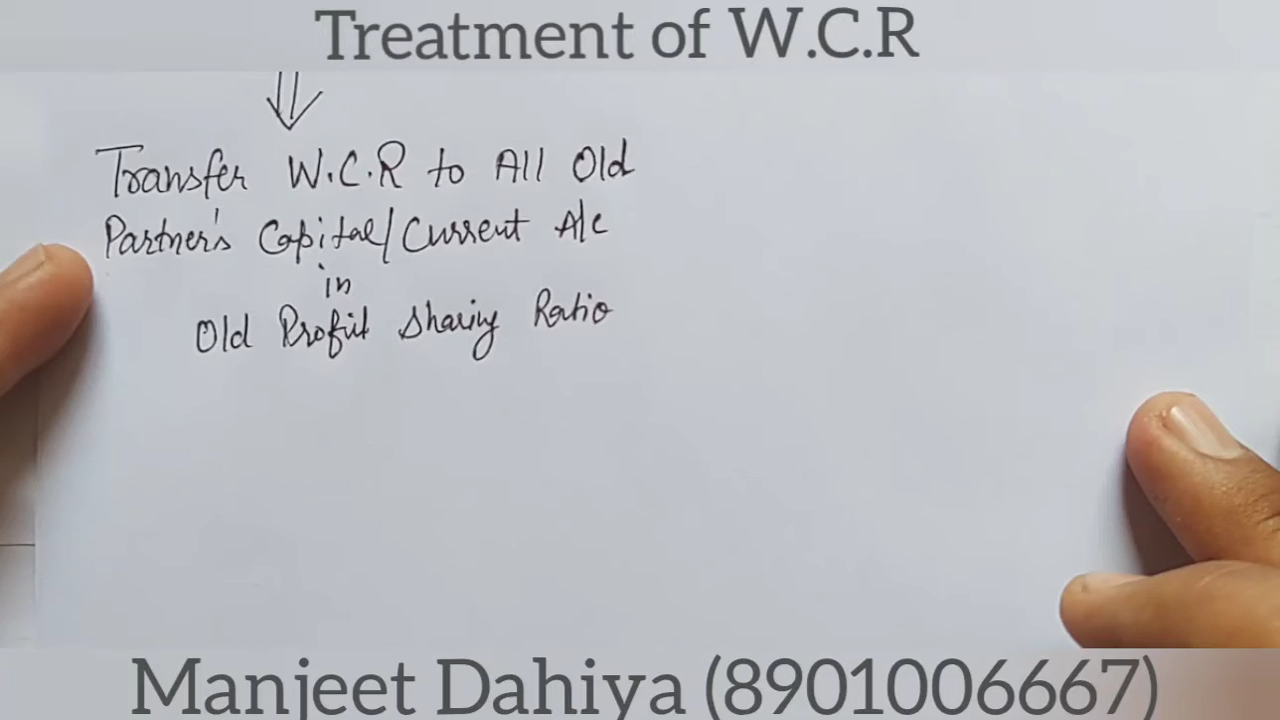 Treatment of W.C.R
Transfer W.C.R to All Old
Partner's Capital/Current A/c
in
Old Profit Sharing Ratio
Manjeet Dahiya (8901006667)